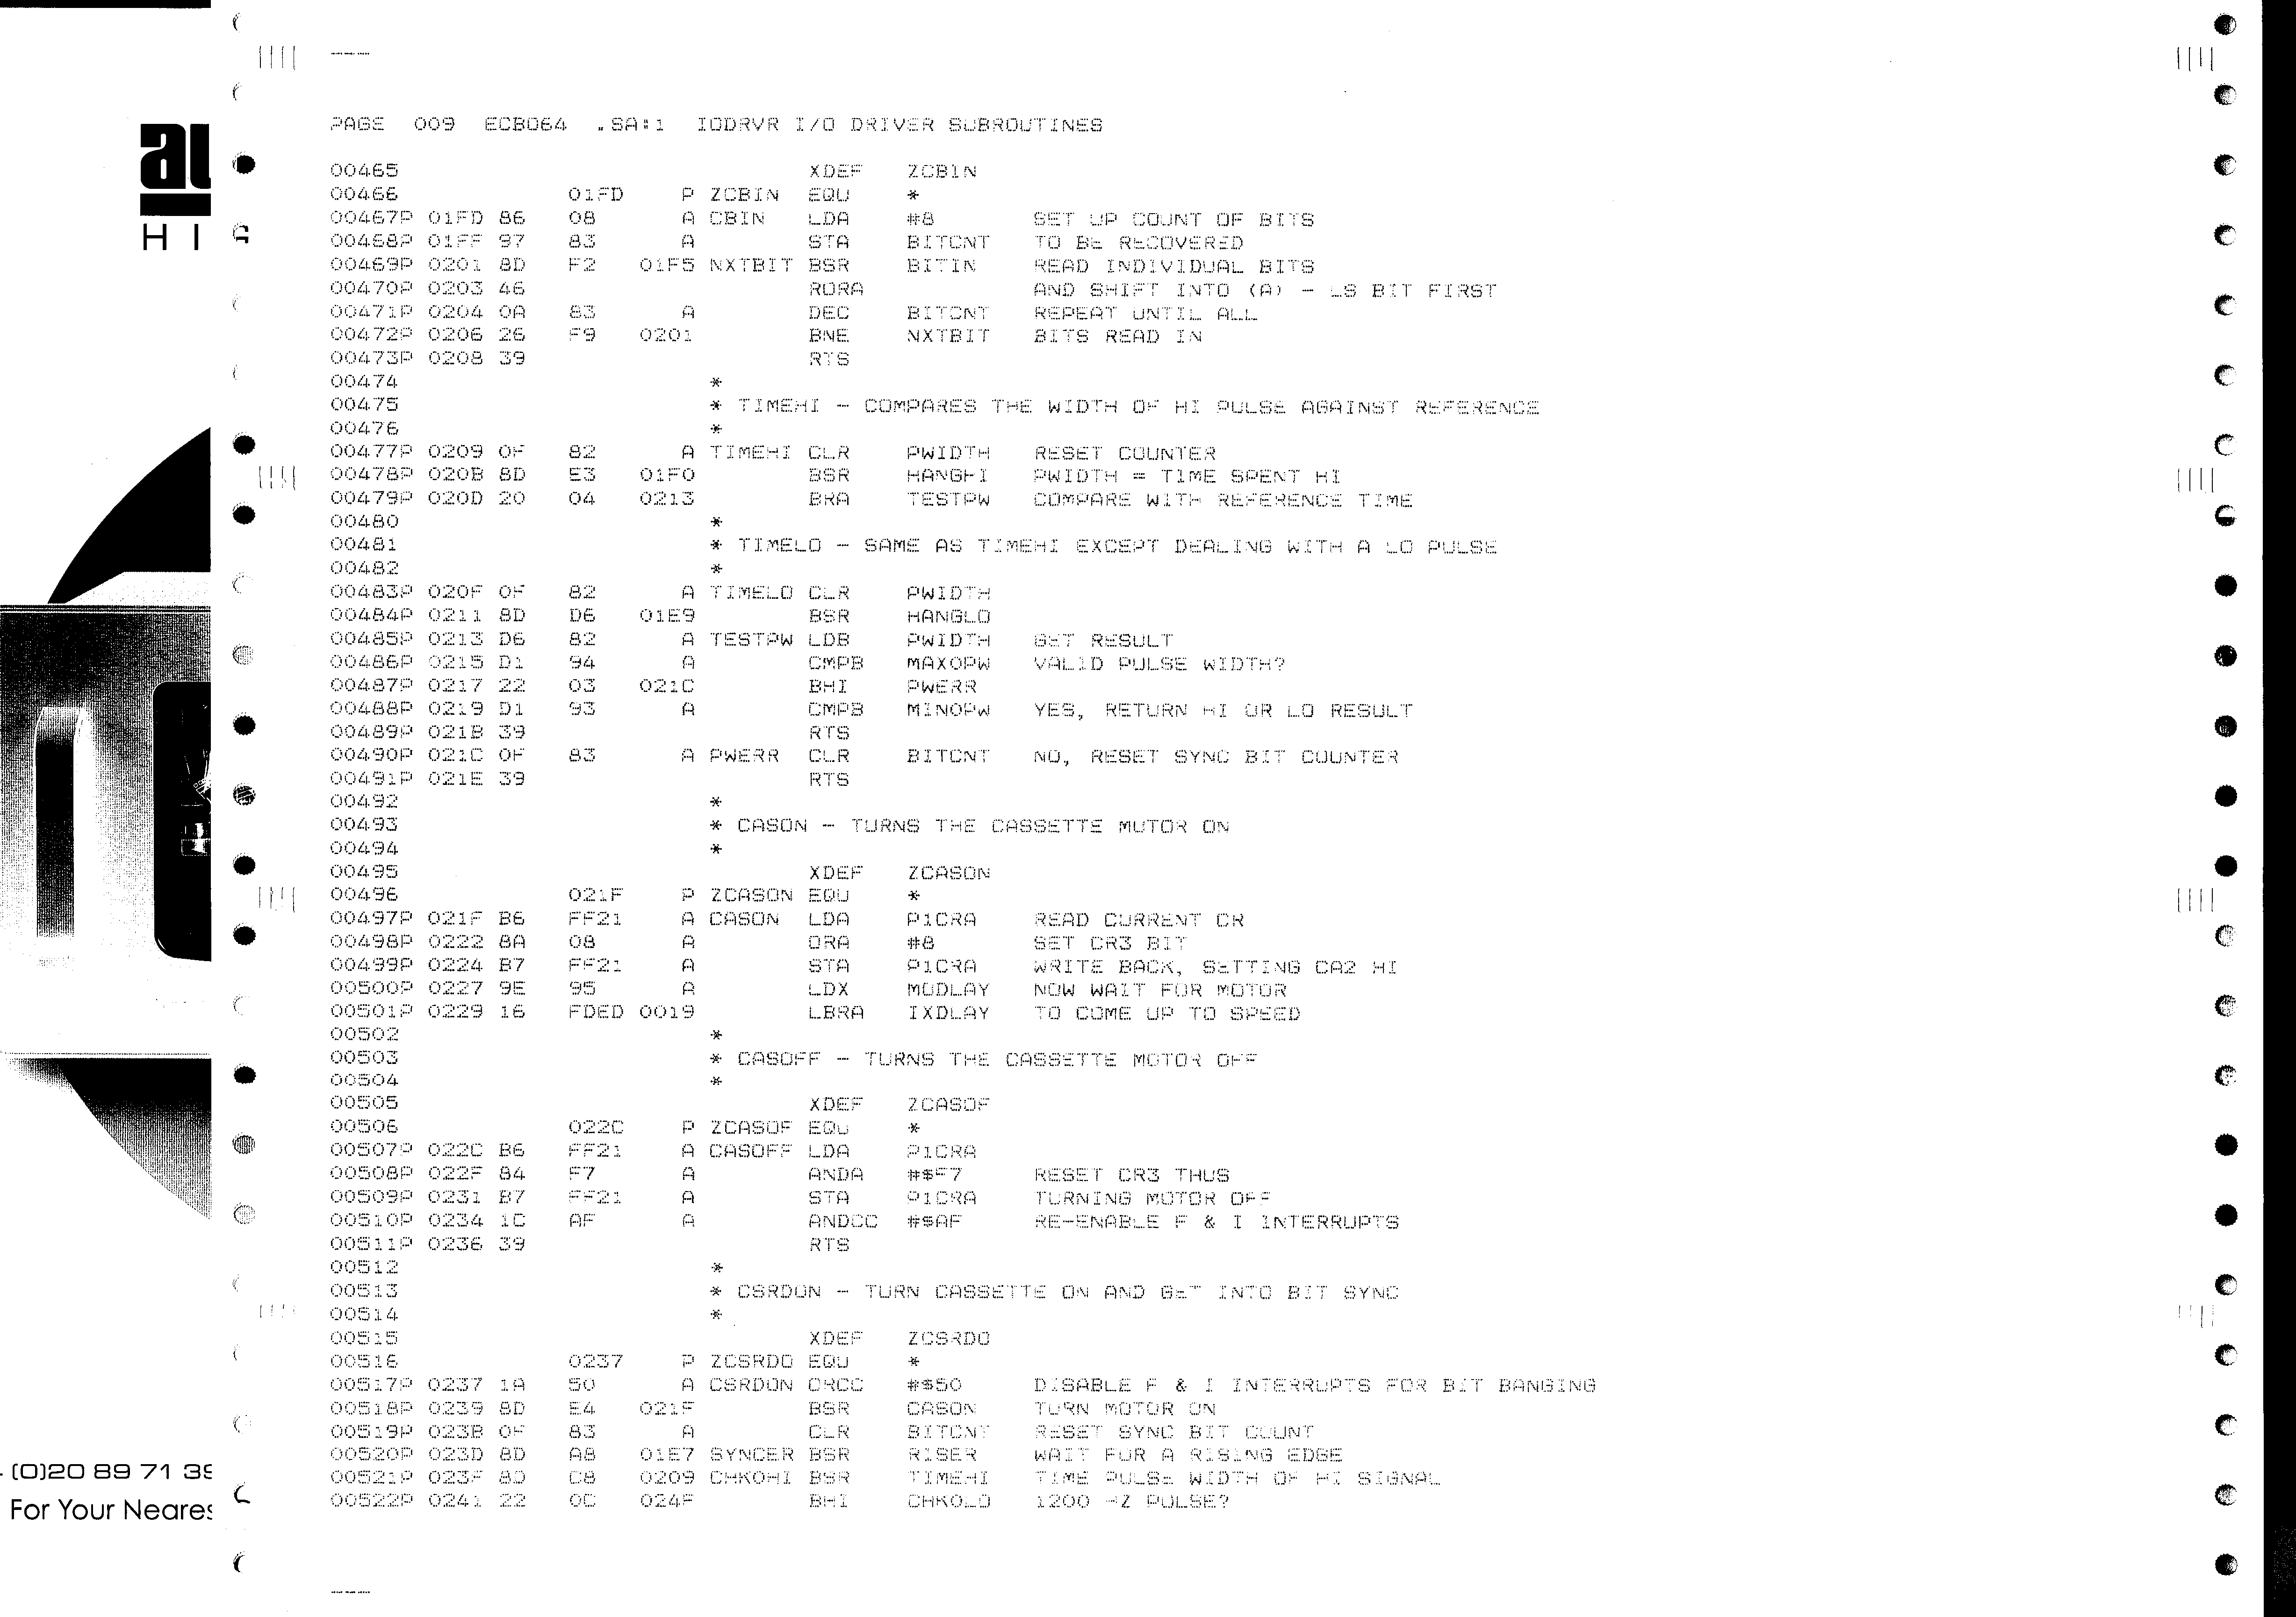 PAGE  009  ECB064  .SA:1  IODRVR I/O DRIVER SUBROUTINES
00465                             XDEF   ZCBIN
00466            01FD    P ZCBIN  EQU    *
00467P 01FD 86   08      A CBIN   LDA    #8       SET UP COUNT OF BITS
00468P 01FF 97   83      A        STA    BITCNT   TO BE RECOVERED
00469P 0201 8D   F2   01F5 NXTBIT BSR    BITIN    READ INDIVIDUAL BITS
00470P 0203 46                    RORA            AND SHIFT INTO (A) - LS BIT FIRST
00471P 0204 0A   83      A        DEC    BITCNT   REPEAT UNTIL ALL
00472P 0206 26   F9   0201        BNE    NXTBIT   BITS READ IN
00473P 0208 39                    RTS
00474                      *
00475                      * TIMEHI - COMPARES THE WIDTH OF HI PULSE AGAINST REFERENCE
00476                      *
00477P 0209 0F   82      A TIMEHI CLR    PWIDTH   RESET COUNTER
00478P 020B 8D   E3   01F0        BSR    HANGHI   PWIDTH = TIME SPENT HI
00479P 020D 20   04   0213        BRA    TESTPW   COMPARE WITH REFERENCE TIME
00480                      *
00481                      * TIMELO - SAME AS TIMEHI EXCEPT DEALING WITH A LO PULSE
00482                      *
00483P 020F 0F   82      A TIMELO CLR    PWIDTH
00484P 0211 8D   D6   01E9        BSR    HANGLO
00485P 0213 D6   82      A TESTPW LDB    PWIDTH   GET RESULT
00486P 0215 D1   94      A        CMPB   MAXOPW   VALID PULSE WIDTH?
00487P 0217 22   03   021C        BHI    PWERR
00488P 0219 D1   93      A        CMPB   MINOPW   YES, RETURN HI OR LO RESULT
00489P 021B 39                    RTS
00490P 021C 0F   83      A PWERR  CLR    BITCNT   NO, RESET SYNC BIT COUNTER
00491P 021E 39                    RTS
00492                      *
00493                      * CASON - TURNS THE CASSETTE MOTOR ON
00494                      *
00495                             XDEF   ZCASON
00496            021F    P ZCASON EQU    *
00497P 021F B6   FF21    A CASON  LDA    P1CRA    READ CURRENT CR
00498P 0222 8A   08      A        ORA    #8       SET CR3 BIT
00499P 0224 B7   FF21    A        STA    P1CRA    WRITE BACK, SETTING CA2 HI
00500P 0227 9E   95      A        LDX    MODLAY   NOW WAIT FOR MOTOR
00501P 0229 16   FDED 0019        LBRA   IXDLAY   TO COME UP TO SPEED
00502                      *
00503                      * CASOFF - TURNS THE CASSETTE MOTOR OFF
00504                      *
00505                             XDEF   ZCASOF
00506            022C    P ZCASOF EQU    *
00507P 022C B6   FF21    A CASOFF LDA    P1CRA
00508P 022F 84   F7      A        ANDA   #$F7     RESET CR3 THUS
00509P 0231 B7   FF21    A        STA    P1CRA    TURNING MOTOR OFF
00510P 0234 1C   AF      A        ANDCC  #$AF     RE-ENABLE F & I INTERRUPTS
00511P 0236 39                    RTS
00512                      *
00513                      * CSRDON - TURN CASSETTE ON AND GET INTO BIT SYNC
00514                      *
00515                             XDEF   ZCSRDO
00516            0237    P ZCSRDO EQU    *
00517P 0237 1A   50      A CSRDON ORCC   #$50     DISABLE F & I INTERRUPTS FOR BIT BANGING
00518P 0239 8D   E4   021F        BSR    CASON    TURN MOTOR ON
00519P 023B 0F   83      A        CLR    BITCNT   RESET SYNC BIT COUNT
00520P 023D 8D   A8   01E7 SYNCER BSR    RISER    WAIT FOR A RISING EDGE
00521P 023F 8D   C8   0209 CHKOHI BSR    TIMEHI   TIME PULSE WIDTH OF HI SIGNAL
00522P 0241 22   0C   024F        BHI    CHKOLO   1200 HZ PULSE?
HI
(0)20 89 71
For Your